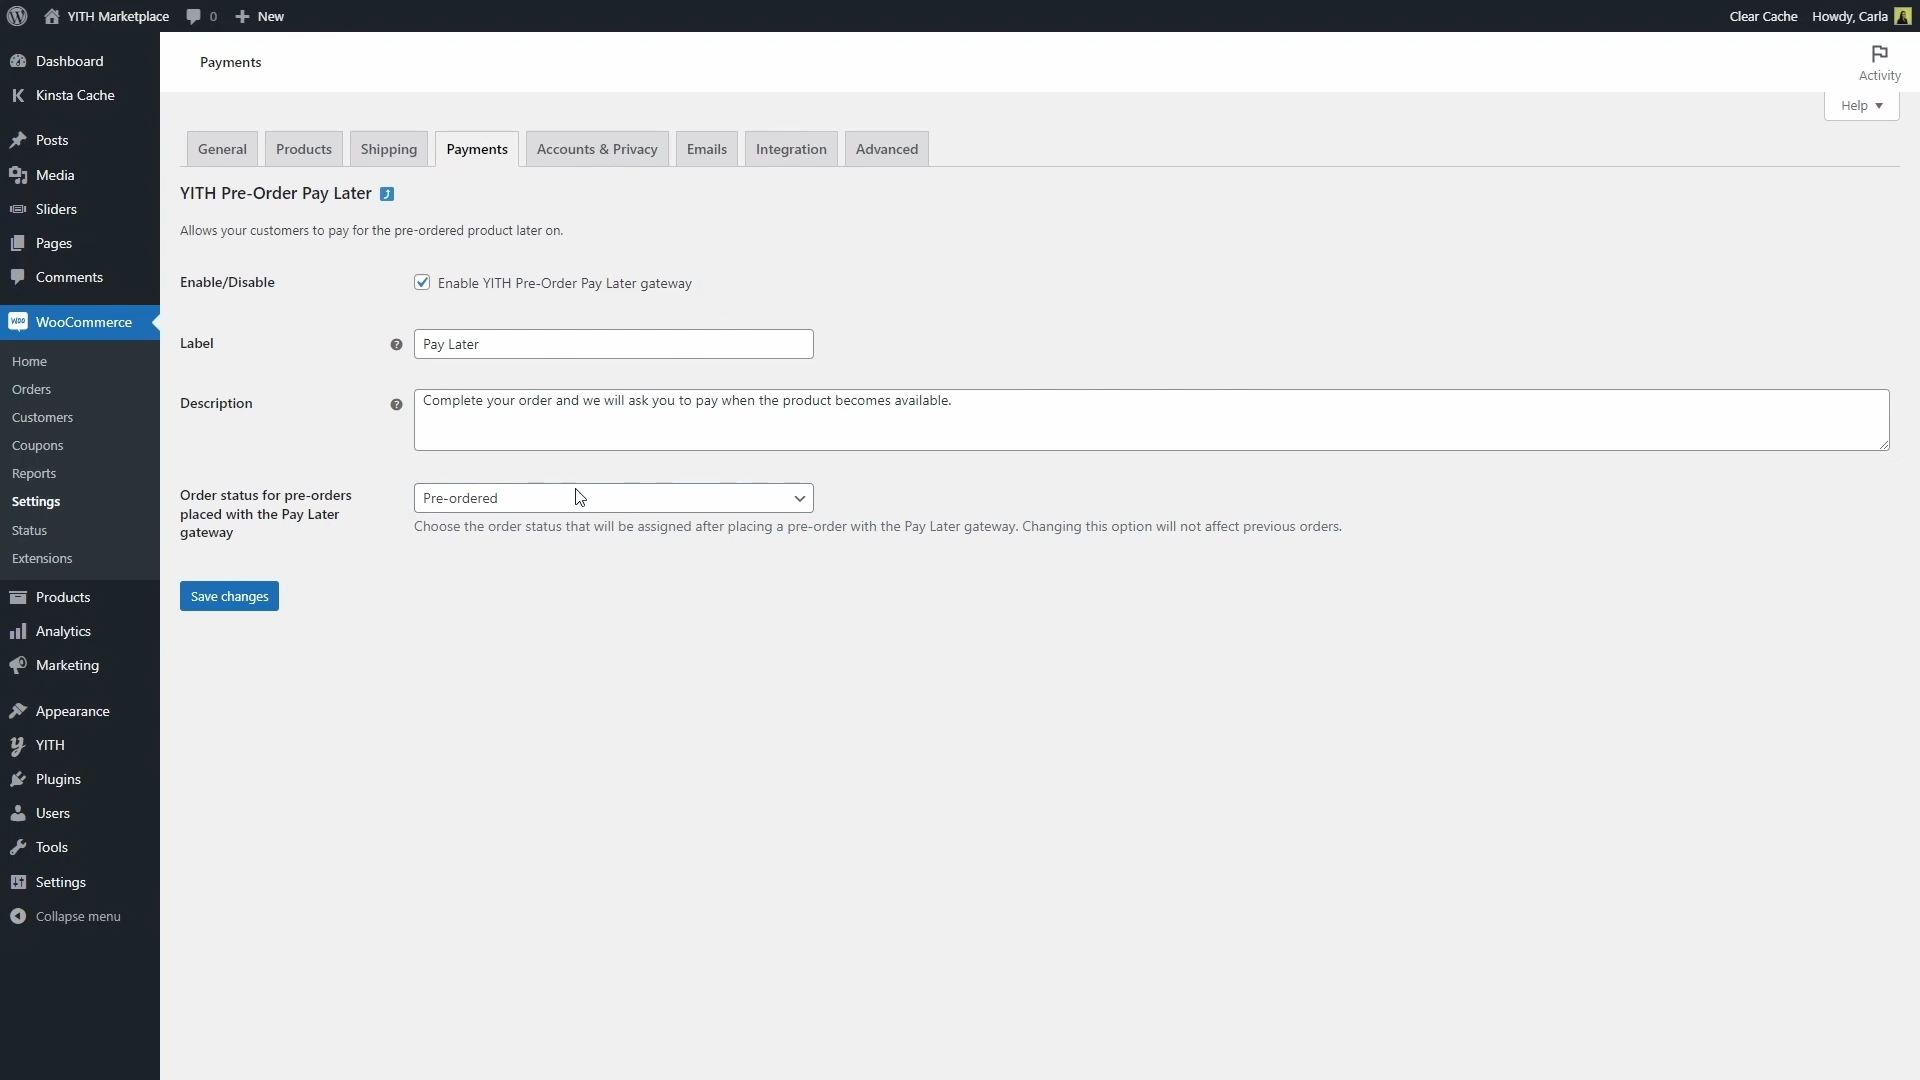 YITH Marketplace
0
New
Clear Cache
Howdy, Carla
Dashboard
Kinsta Cache
Posts
Media
Sliders
Pages
Comments
WooCommerce
Home
Orders
Customers
Coupons
Reports
Settings
Status
Extensions
Products
Analytics
Marketing
Appearance
YITH
Plugins
Users
Tools
Settings
Collapse menu
Payments
Activity
Help
General
Products
Shipping
Payments
Accounts & Privacy
Emails
Integration
Advanced
YITH Pre-Order Pay Later
Allows your customers to pay for the pre-ordered product later on.
Enable/Disable
Enable YITH Pre-Order Pay Later gateway
Label
Pay Later
Description
Complete your order and we will ask you to pay when the product becomes available.
Order status for pre-orders
placed with the Pay Later
gateway
Pre-ordered
Choose the order status that will be assigned after placing a pre-order with the Pay Later gateway. Changing this option will not affect previous orders.
Save changes